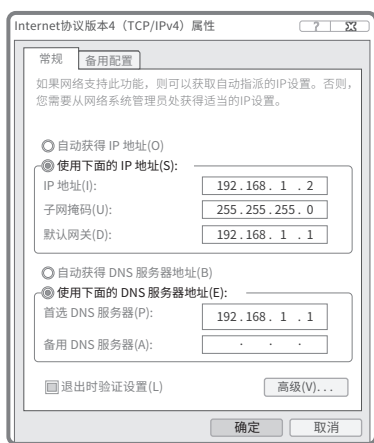 Internet协议版本4（TCP/IPv4）属性
常规 备用配置
如果网络支持此功能，则可以获取自动指派的IP设置。否则，
您需要从网络系统管理员处获得适当的IP设置。
自动获得 IP 地址(O)
使用下面的 IP 地址(S):
IP 地址(I): 192.168. 1 . 2
子网掩码(U): 255.255.255. 0
默认网关(D): 192.168. 1 . 1
自动获得 DNS 服务器地址(B)
使用下面的 DNS 服务器地址(E):
首选 DNS 服务器(P): 192.168. 1 . 1
备用 DNS 服务器(A): . . .
退出时验证设置(L) 高级(V)...
确定 取消